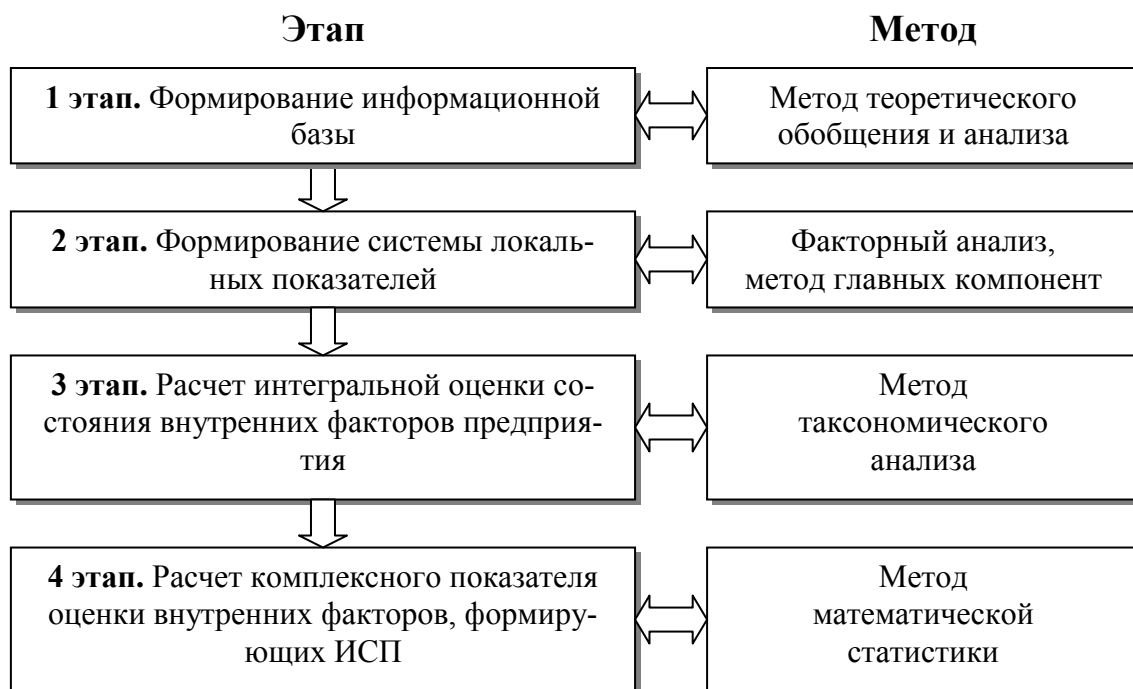 Этап
Метод
1 этап. Формирование информационной
базы
Метод теоретического
обобщения и анализа
2 этап. Формирование системы локаль-
ных показателей
Факторный анализ,
метод главных компонент
3 этап. Расчет интегральной оценки со-
стояния внутренних факторов предприя-
тия
Метод
таксономического
анализа
4 этап. Расчет комплексного показателя
оценки внутренних факторов, формиру-
ющих ИСП
Метод
математической
статистики